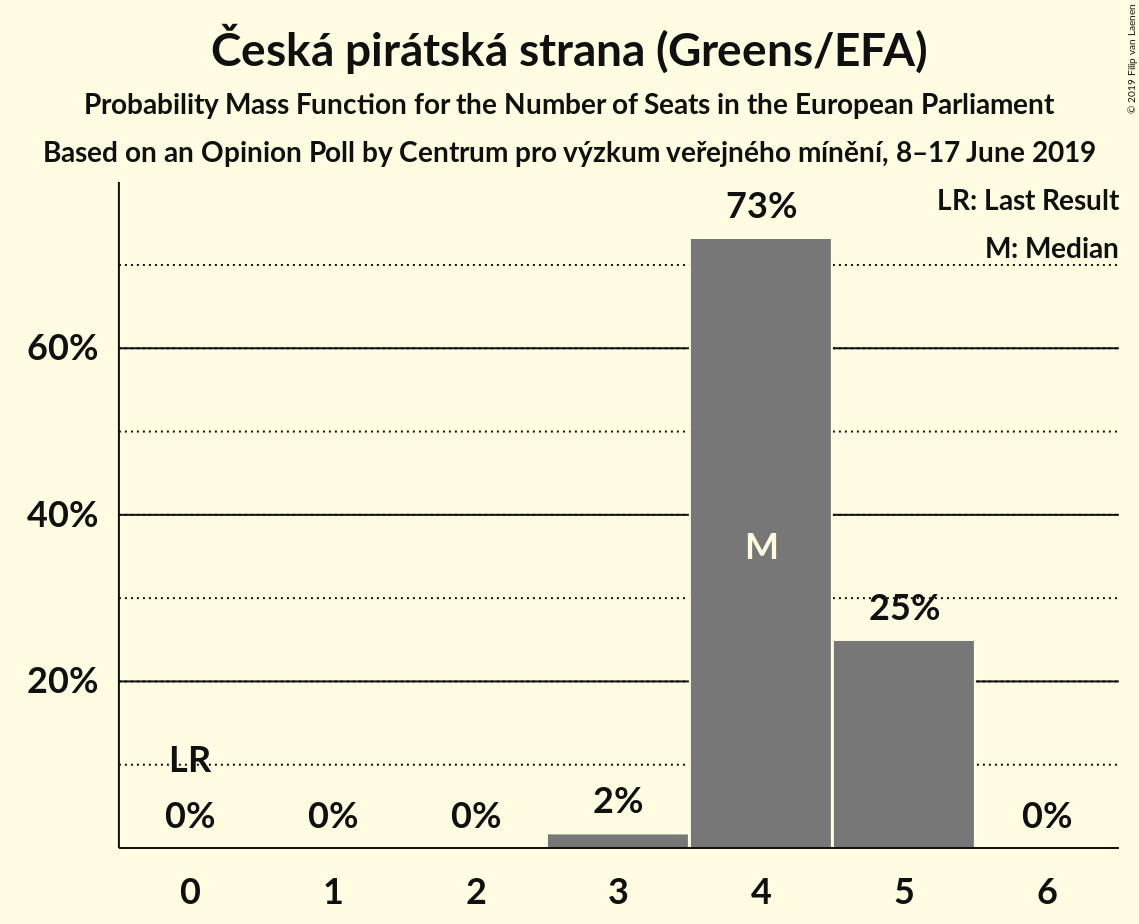 Česká pirátská strana (Greens/EFA)
Probability Mass Function for the Number of Seats in the European Parliament
Based on an Opinion Poll by Centrum pro výzkum veřejného mínění, 8–17 June 2019
© 2019 Filip van Laenen
LR: Last Result
M: Median
73%
60%
40%
M
25%
20%
LR
0% 0% 0% 2% 0%
0 1 2 3 4 5 6